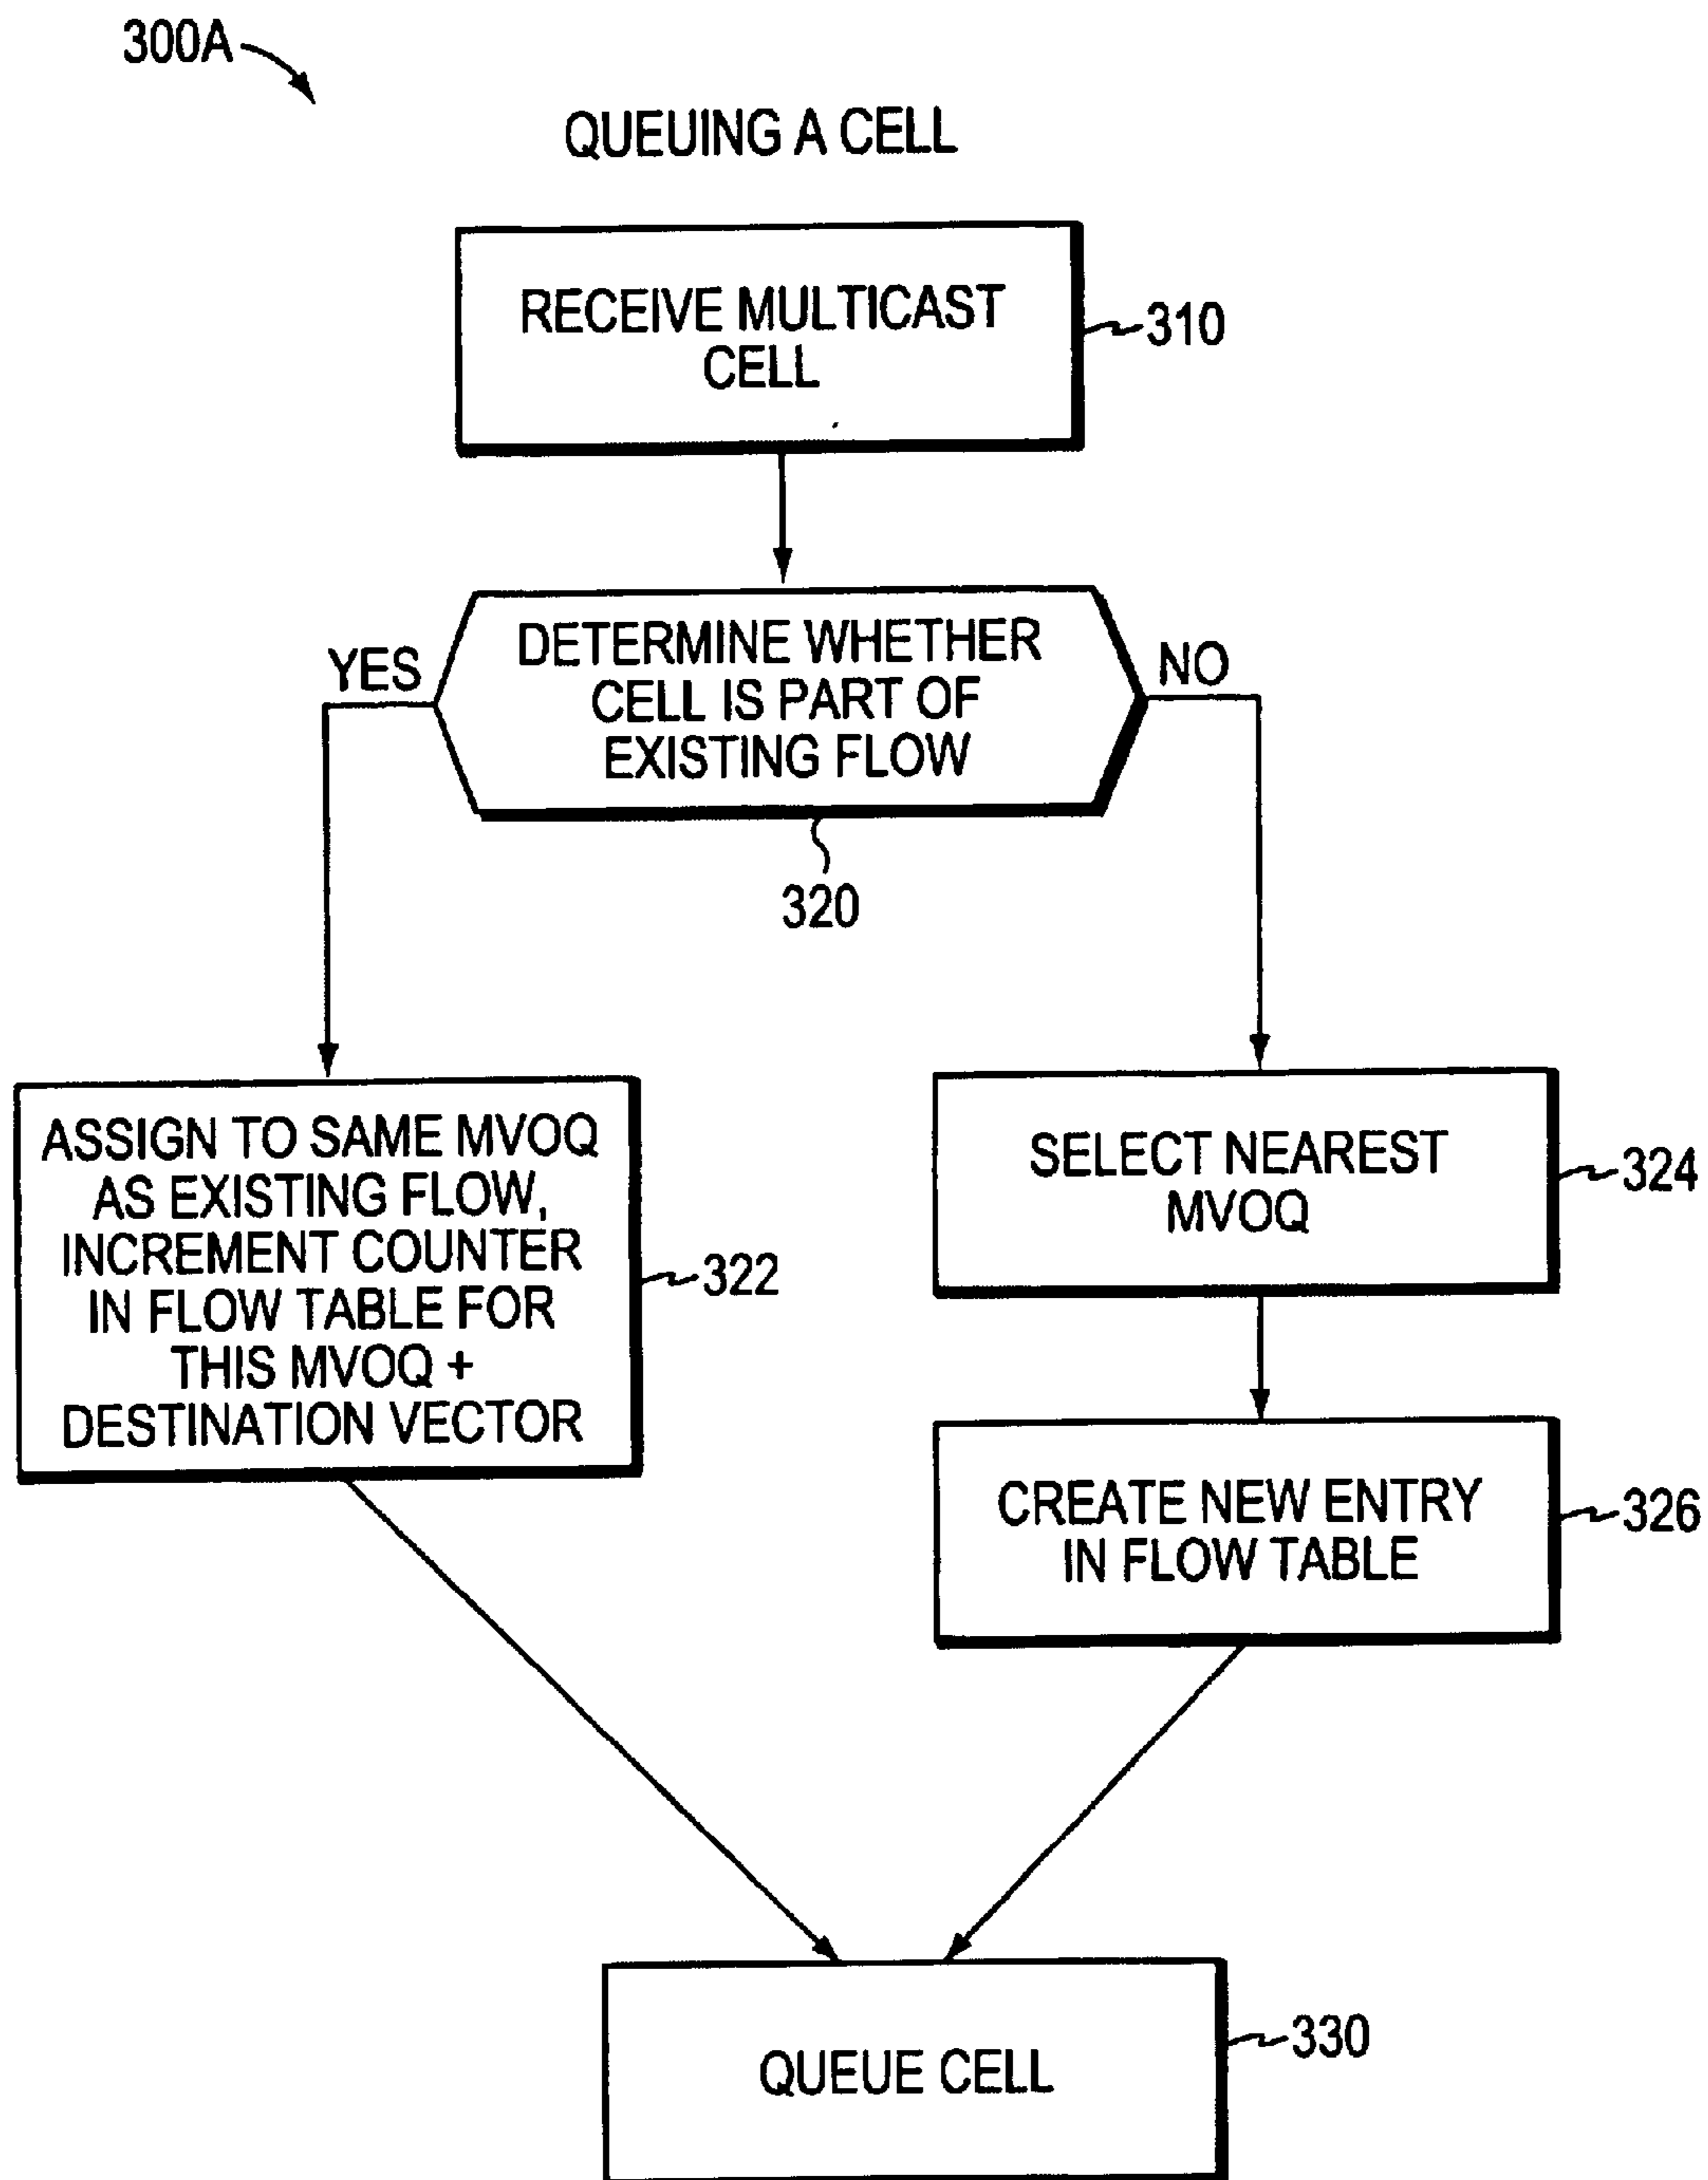 300A
QUEUING A CELL
RECEIVE MULTICAST
CELL
310
DETERMINE WHETHER
CELL IS PART OF
EXISTING FLOW
YES
NO
320
ASSIGN TO SAME MVOQ
AS EXISTING FLOW,
INCREMENT COUNTER
IN FLOW TABLE FOR
THIS MVOQ +
DESTINATION VECTOR
322
SELECT NEAREST
MVOQ
324
CREATE NEW ENTRY
IN FLOW TABLE
326
QUEUE CELL
330